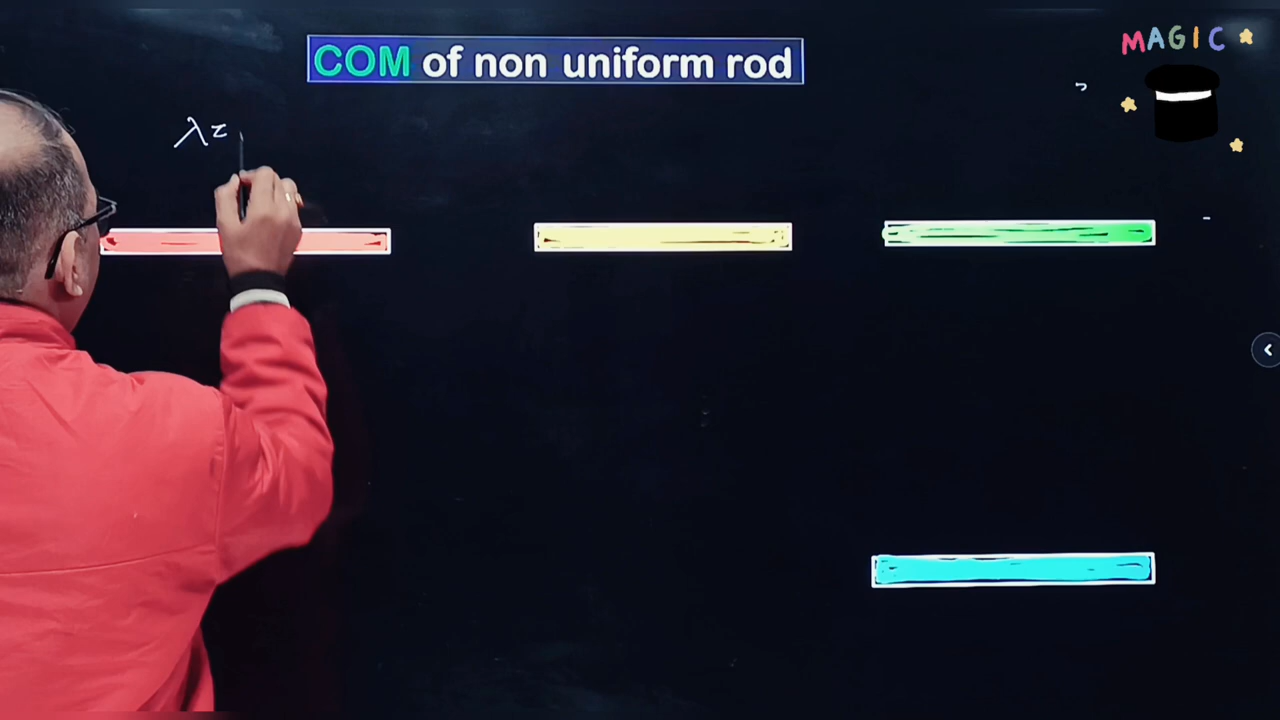 COM of non uniform rod
MAGIC
λ =